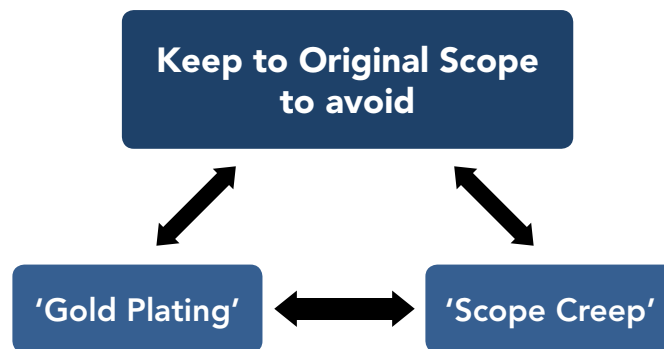 Keep to Original Scope
to avoid
‘Gold Plating’
‘Scope Creep’